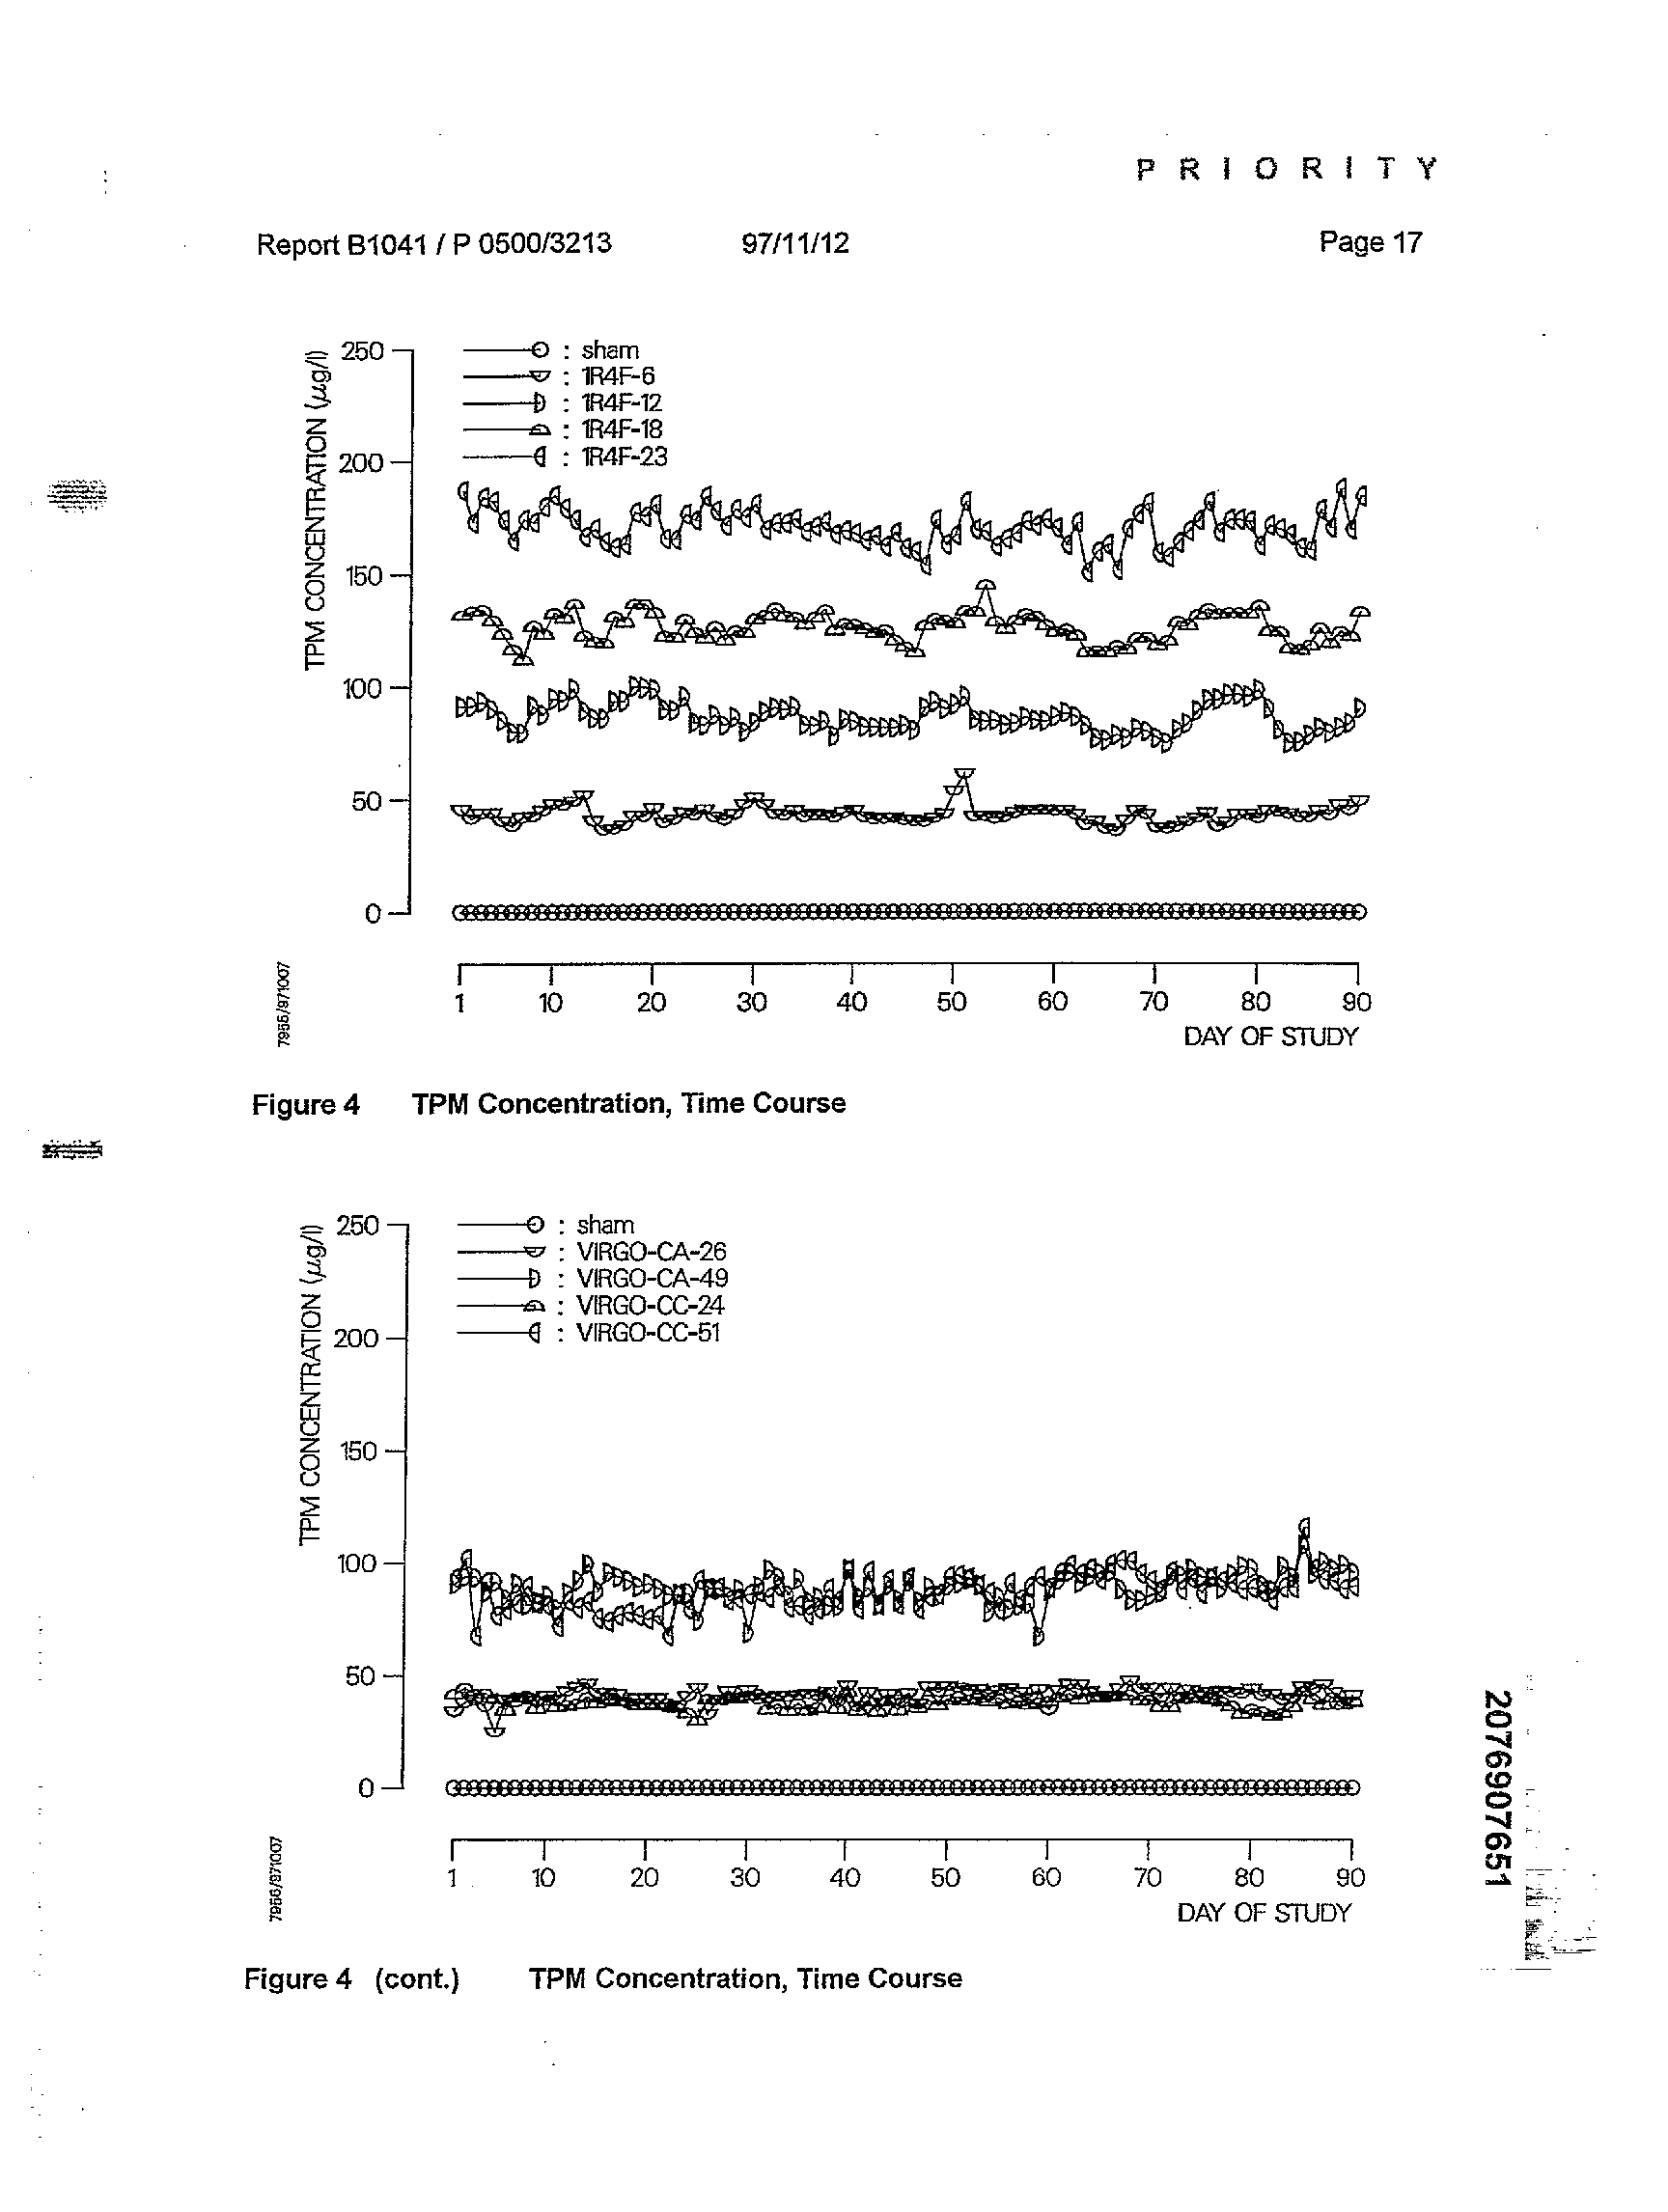 P R I O R I T Y
Report B1041 / P 0500/3213 97/11/12 Page 17
TPM CONCENTRATION (µg/l)
250
200
150
100
50
0
: sham
: 1R4F-6
: 1R4F-12
: 1R4F-18
: 1R4F-23
1 10 20 30 40 50 60 70 80 90
DAY OF STUDY
7955/971007
Figure 4 TPM Concentration, Time Course
TPM CONCENTRATION (µg/l)
250
200
150
100
50
0
: sham
: VIRGO-CA-26
: VIRGO-CA-49
: VIRGO-CC-24
: VIRGO-CC-51
1 10 20 30 40 50 60 70 80 90
DAY OF STUDY
7956/971007
Figure 4 (cont.) TPM Concentration, Time Course
2076907651